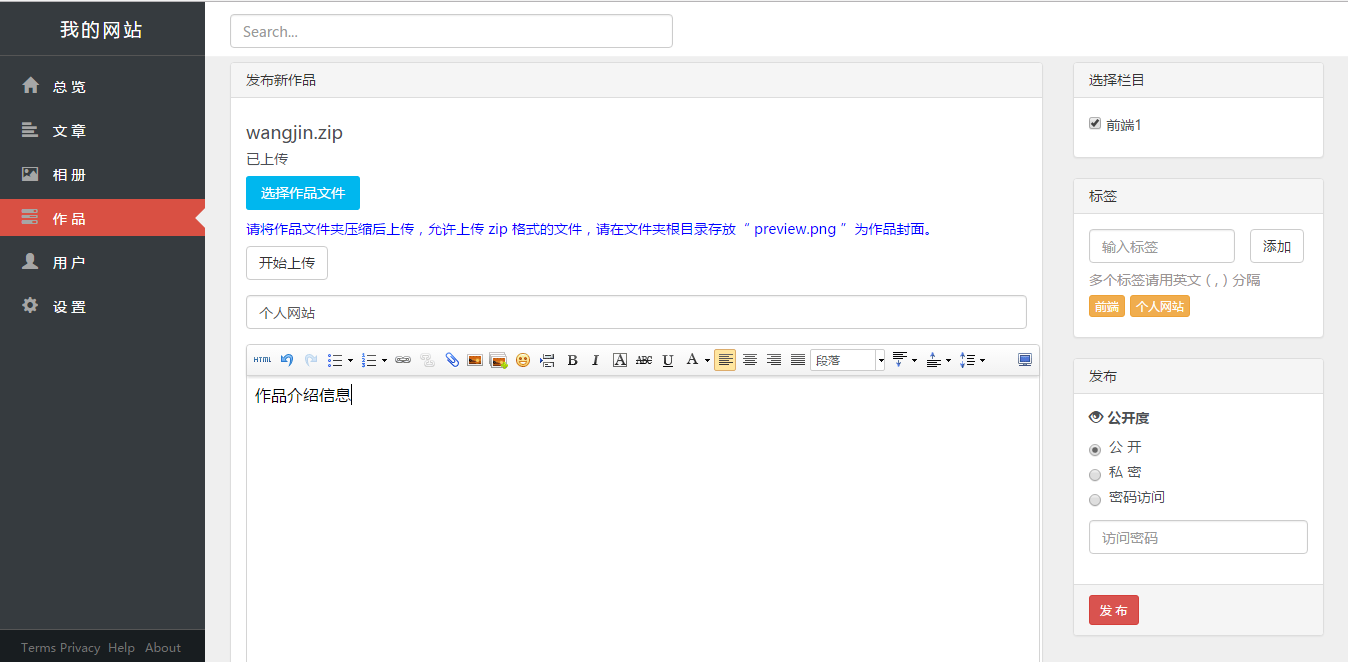 我的网站
总览
文章
相册
作品
用户
设置
Terms Privacy Help About
Search...
发布新作品
wangjin.zip
已上传
选择作品文件
请将作品文件夹压缩后上传，允许上传 zip 格式的文件，请在文件夹根目录存放“ preview.png ”为作品封面。
开始上传
个人网站
HTML B I A ABC U A 段落
作品介绍信息
选择栏目
前端1
标签
输入标签 添加
多个标签请用英文 ( , ) 分隔
前端 个人网站
发布
公开度
公 开
私 密
密码访问
访问密码
发 布